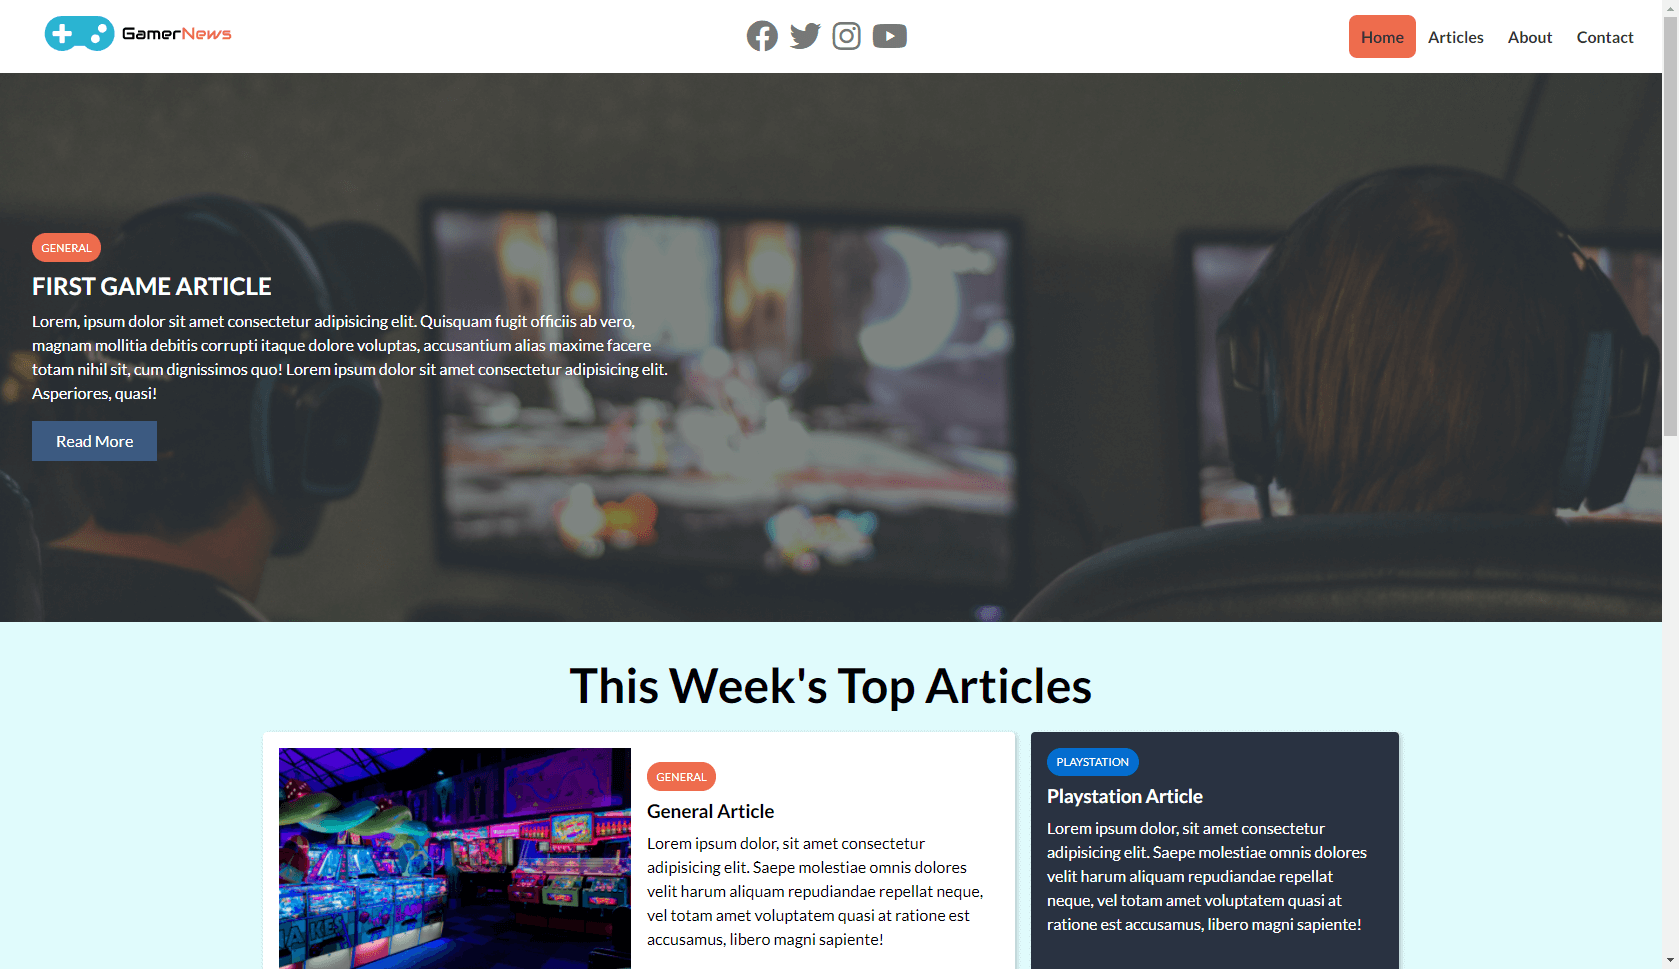 GamerNews
Home
Articles
About
Contact
GENERAL
FIRST GAME ARTICLE
Lorem, ipsum dolor sit amet consectetur adipisicing elit. Quisquam fugit officiis ab vero,
magnam mollitia debitis corrupti itaque dolore voluptas, accusantium alias maxime facere
totam nihil sit, cum dignissimos quo! Lorem ipsum dolor sit amet consectetur adipisicing elit.
Asperiores, quasi!
Read More
This Week's Top Articles
GENERAL
General Article
Lorem ipsum dolor, sit amet consectetur
adipisicing elit. Saepe molestiae omnis dolores
velit harum aliquam repudiandae repellat neque,
vel totam amet voluptatem quasi at ratione est
accusamus, libero magni sapiente!
PLAYSTATION
Playstation Article
Lorem ipsum dolor, sit amet consectetur
adipisicing elit. Saepe molestiae omnis dolores
velit harum aliquam repudiandae repellat
neque, vel totam amet voluptatem quasi at
ratione est accusamus, libero magni sapiente!